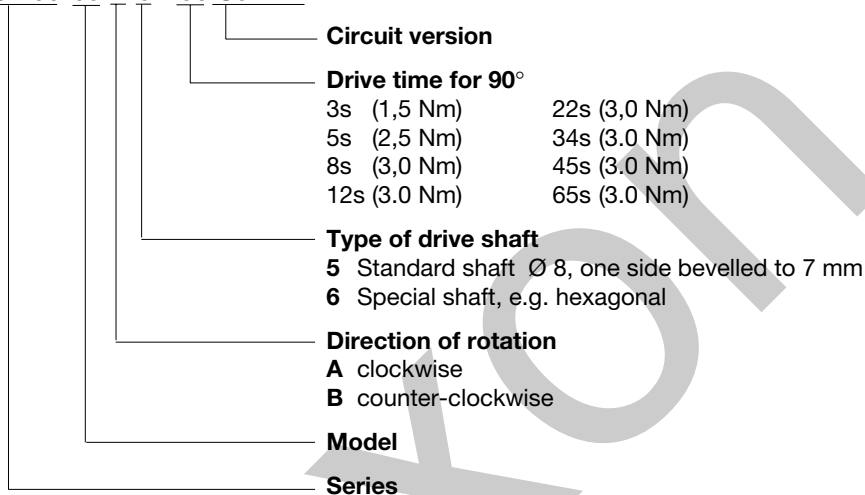 Circuit version
Drive time for 90°
3s (1,5 Nm) 22s (3,0 Nm)
5s (2,5 Nm) 34s (3.0 Nm)
8s (3,0 Nm) 45s (3.0 Nm)
12s (3.0 Nm) 65s (3.0 Nm)
Type of drive shaft
5 Standard shaft Ø 8, one side bevelled to 7 mm
6 Special shaft, e.g. hexagonal
Direction of rotation
A clockwise
B counter-clockwise
Model
Series